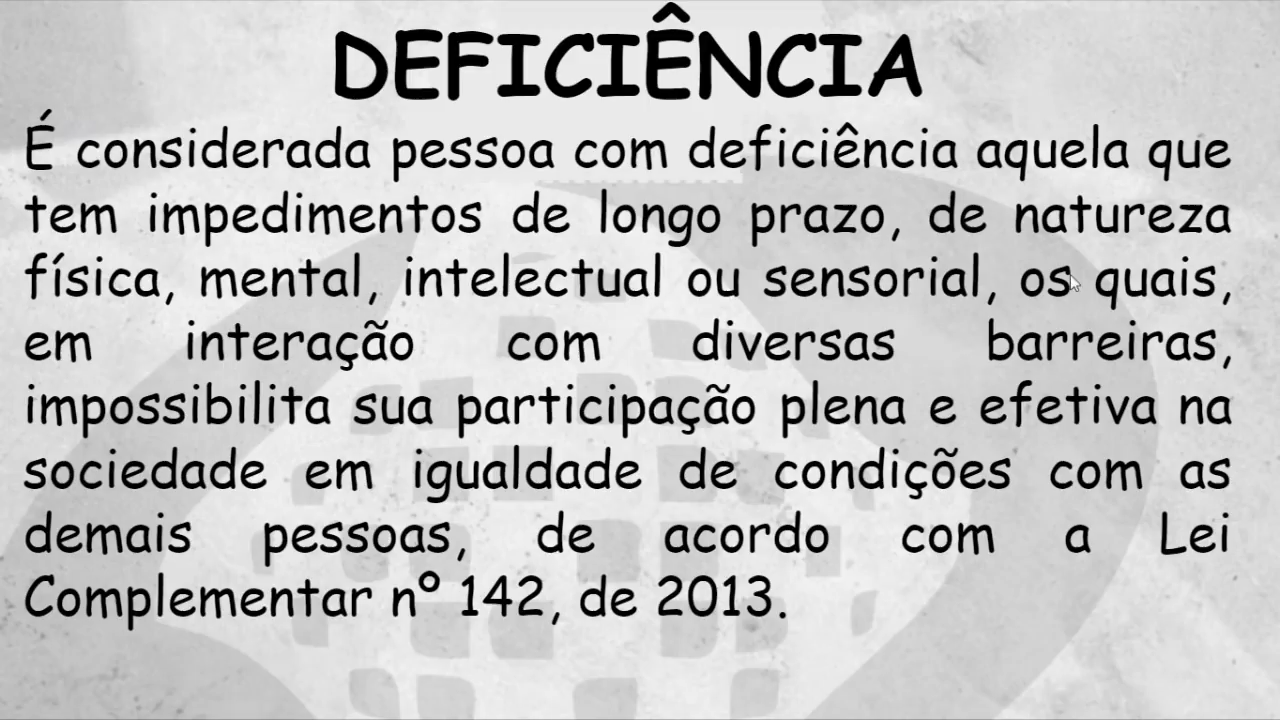 DEFICIÊNCIA
É considerada pessoa com deficiência aquela que
tem impedimentos de longo prazo, de natureza
física, mental, intelectual ou sensorial, os quais,
em interação com diversas barreiras,
impossibilita sua participação plena e efetiva na
sociedade em igualdade de condições com as
demais pessoas, de acordo com a Lei
Complementar nº 142, de 2013.